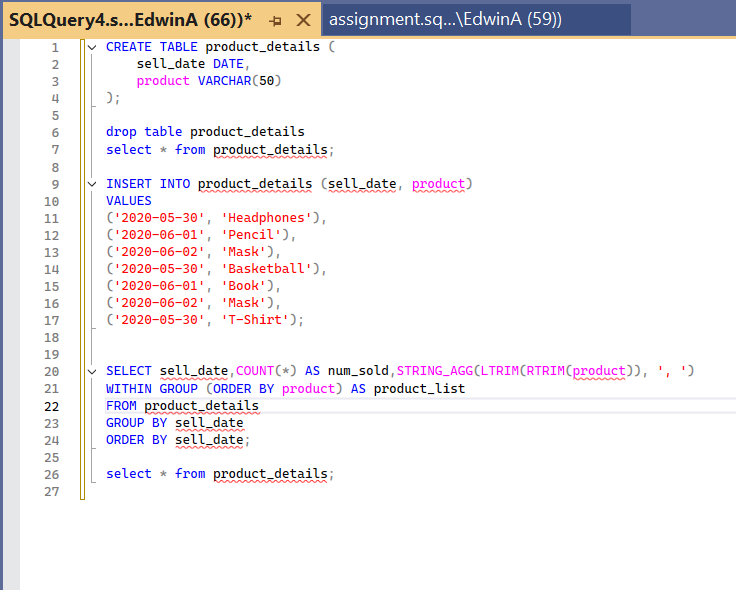 SQLQuery4.s...EdwinA (66))* assignment.sq...\EdwinA (59))
1 CREATE TABLE product_details (
2 sell_date DATE,
3 product VARCHAR(50)
4 );
5
6 drop table product_details
7 select * from product_details;
8
9 INSERT INTO product_details (sell_date, product)
10 VALUES
11 ('2020-05-30', 'Headphones'),
12 ('2020-06-01', 'Pencil'),
13 ('2020-06-02', 'Mask'),
14 ('2020-05-30', 'Basketball'),
15 ('2020-06-01', 'Book'),
16 ('2020-06-02', 'Mask'),
17 ('2020-05-30', 'T-Shirt');
18
19
20 SELECT sell_date,COUNT(*) AS num_sold,STRING_AGG(LTRIM(RTRIM(product)), ', ')
21 WITHIN GROUP (ORDER BY product) AS product_list
22 FROM product_details
23 GROUP BY sell_date
24 ORDER BY sell_date;
25
26 select * from product_details;
27